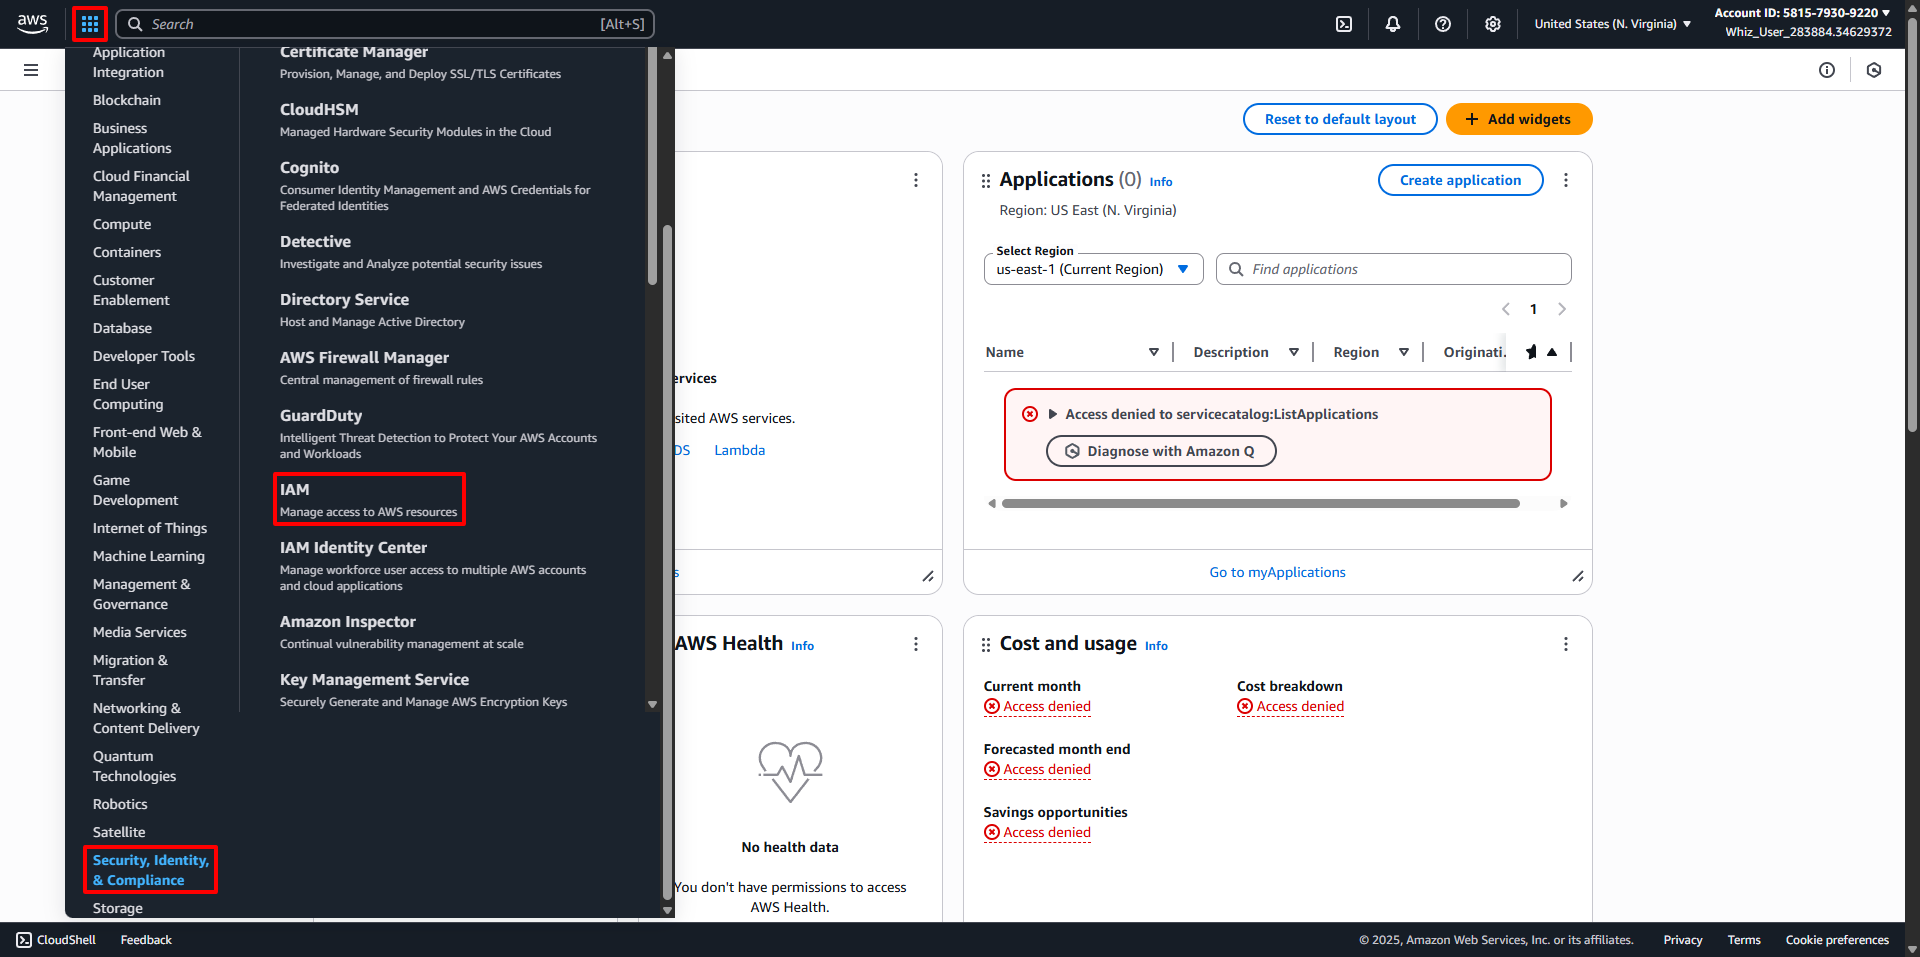 aws
Search
[Alt+S]
United States (N. Virginia)
Account ID: 5815-7930-9220
Whiz_User_283884.34629372
Application
Integration
Blockchain
Business
Applications
Cloud Financial
Management
Compute
Containers
Customer
Enablement
Database
Developer Tools
End User
Computing
Front-end Web &
Mobile
Game
Development
Internet of Things
Machine Learning
Management &
Governance
Media Services
Migration &
Transfer
Networking &
Content Delivery
Quantum
Technologies
Robotics
Satellite
Security, Identity,
& Compliance
Storage
Certificate Manager
Provision, Manage, and Deploy SSL/TLS Certificates
CloudHSM
Managed Hardware Security Modules in the Cloud
Cognito
Consumer Identity Management and AWS Credentials for
Federated Identities
Detective
Investigate and Analyze potential security issues
Directory Service
Host and Manage Active Directory
AWS Firewall Manager
Central management of firewall rules
GuardDuty
Intelligent Threat Detection to Protect Your AWS Accounts
and Workloads
IAM
Manage access to AWS resources
IAM Identity Center
Manage workforce user access to multiple AWS accounts
and cloud applications
Amazon Inspector
Continual vulnerability management at scale
Key Management Service
Securely Generate and Manage AWS Encryption Keys
Reset to default layout
Add widgets
ervices
sited AWS services.
DS Lambda
s
Applications (0) Info
Create application
Region: US East (N. Virginia)
Select Region
us-east-1 (Current Region)
Find applications
1
Name Description Region Originati.
Access denied to servicecatalog:ListApplications
Diagnose with Amazon Q
Go to myApplications
AWS Health Info
No health data
You don't have permissions to access
AWS Health.
Cost and usage Info
Current month
Access denied
Cost breakdown
Access denied
Forecasted month end
Access denied
Savings opportunities
Access denied
CloudShell
Feedback
© 2025, Amazon Web Services, Inc. or its affiliates.
Privacy
Terms
Cookie preferences